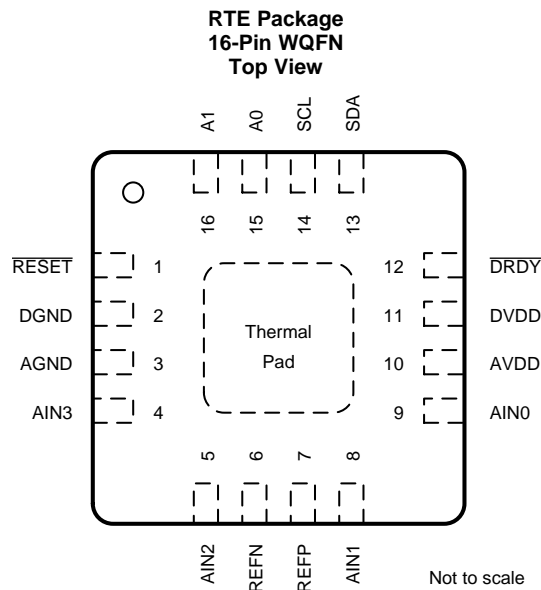 RTE Package
16-Pin WQFN
Top View
A1
A0
SCL
SDA
16
15
14
13
RESET
1
12
DRDY
DGND
2
11
DVDD
AGND
3
10
AVDD
AIN3
4
9
AIN0
Thermal
Pad
5
6
7
8
AIN2
REFN
REFP
AIN1
Not to scale